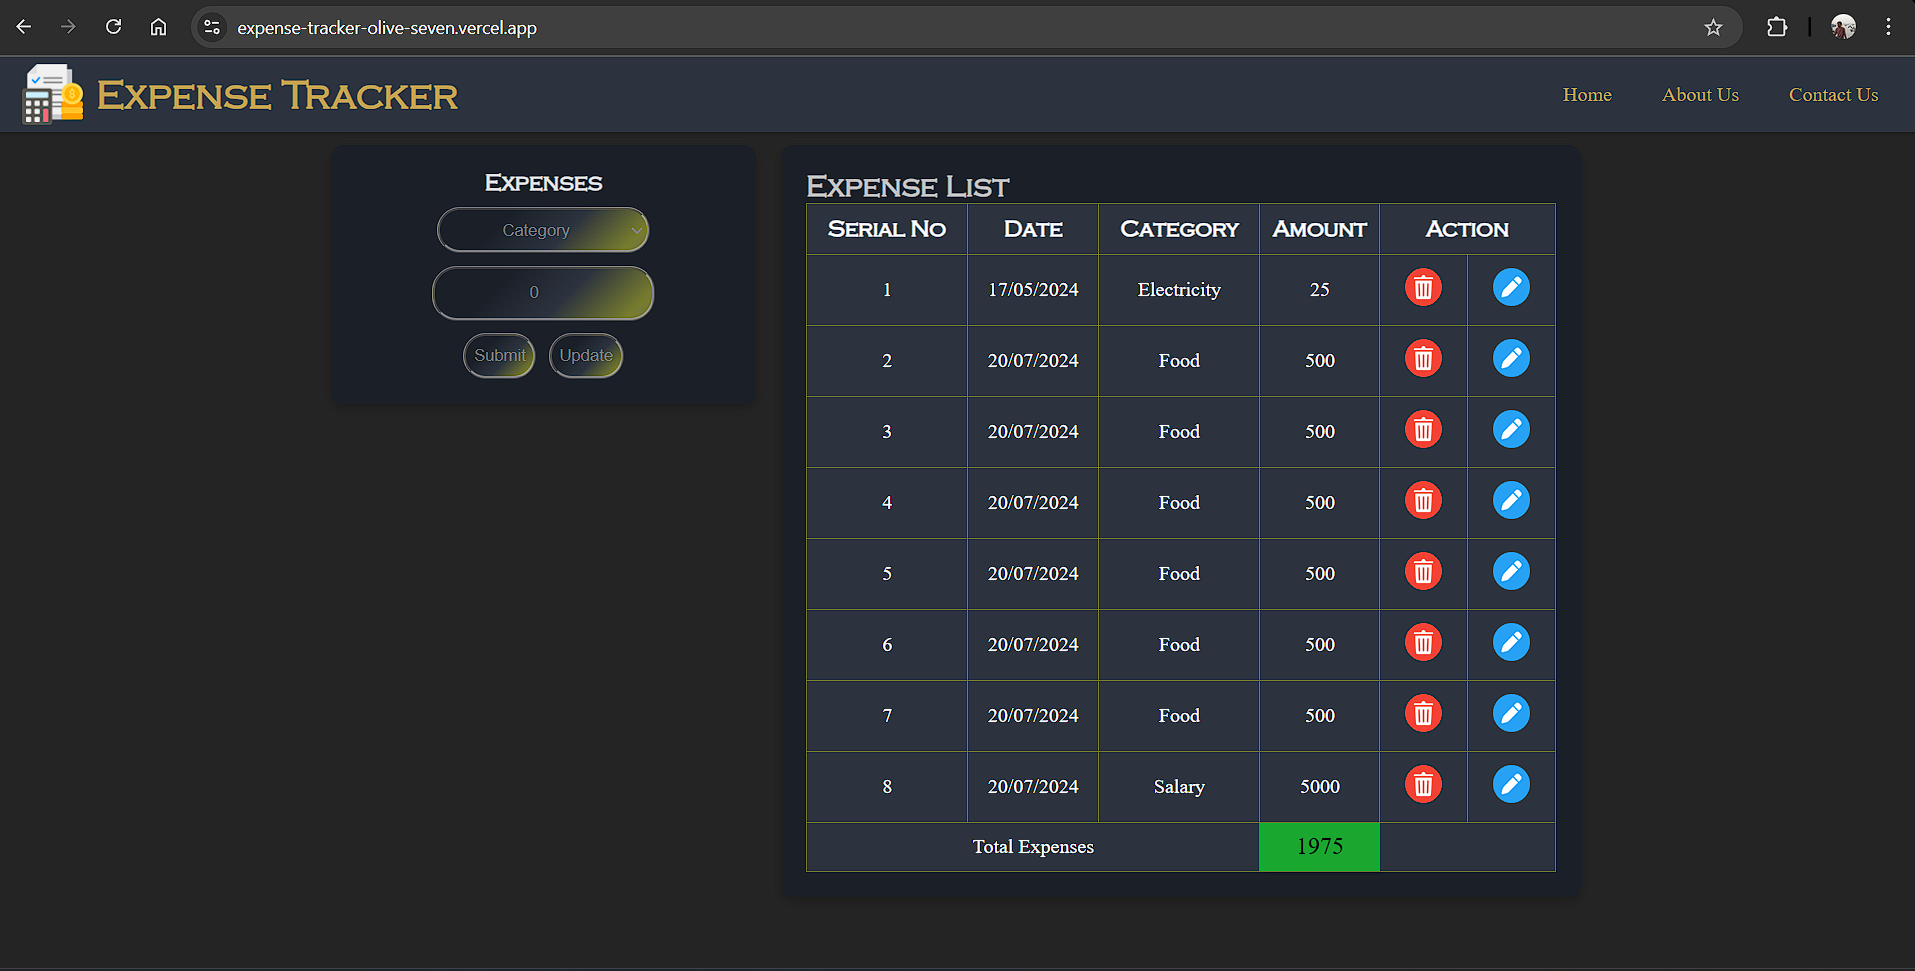 expense-tracker-olive-seven.vercel.app
Expense Tracker
Home About Us Contact Us
Expenses
Category
0
Submit Update
Expense List
Serial No Date Category Amount Action
1 17/05/2024 Electricity 25
2 20/07/2024 Food 500
3 20/07/2024 Food 500
4 20/07/2024 Food 500
5 20/07/2024 Food 500
6 20/07/2024 Food 500
7 20/07/2024 Food 500
8 20/07/2024 Salary 5000
Total Expenses 1975